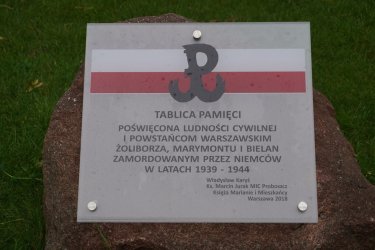 TABLICA PAMIĘCI
POŚWIĘCONA LUDNOŚCI CYWILNEJ
I POWSTAŃCOM WARSZAWSKIM
ŻOLIBORZA, MARYMONTU I BIELAN
ZAMORDOWANYM PRZEZ NIEMCÓW
W LATACH 1939 - 1944
Władysław Karyś
Ks. Marcin Jurak MIC Proboszcz
Księża Marianie i Mieszkańcy
Warszawa 2018